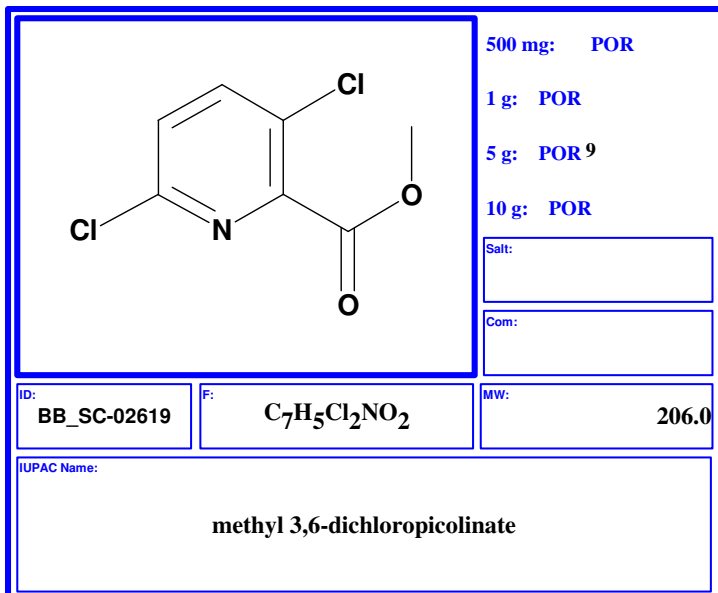 Cl
Cl
N
O
O
500 mg: POR
1 g: POR
5 g: POR 9
10 g: POR
Salt:
Com:
ID:
BB_SC-02619
F:
C7H5Cl2NO2
MW:
206.0
IUPAC Name:
methyl 3,6-dichloropicolinate